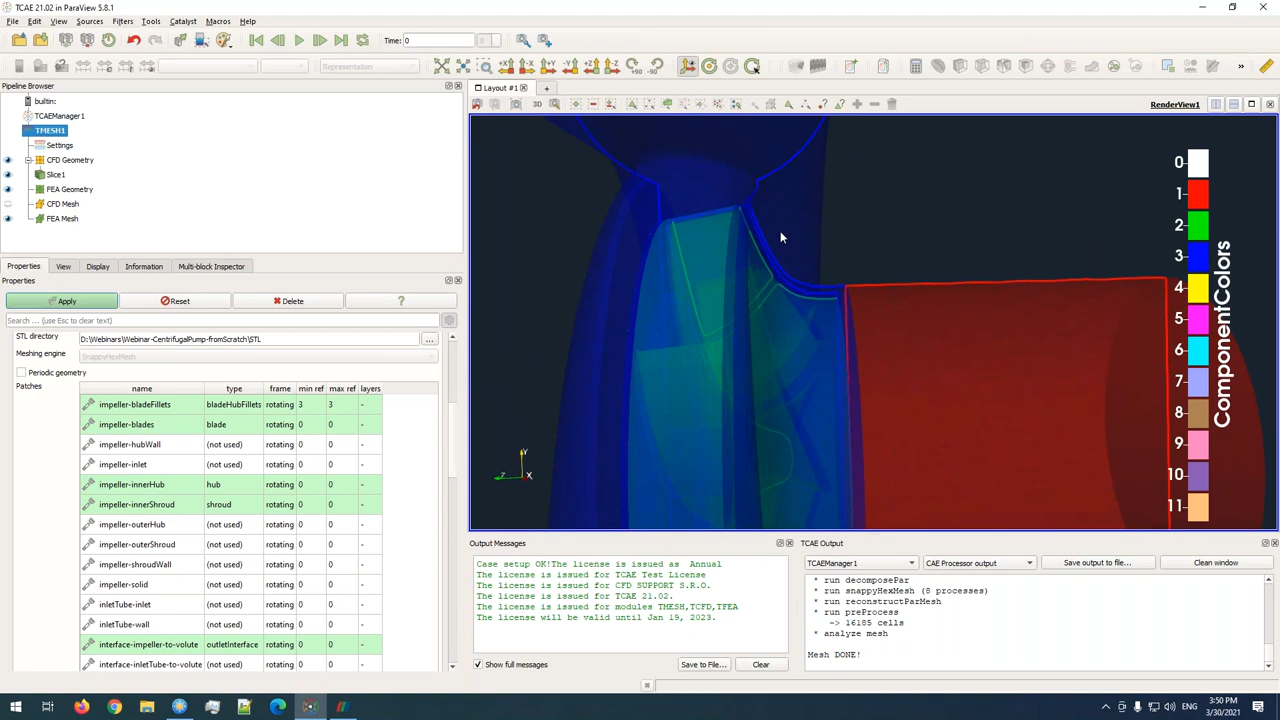 TCAE 21.02 in ParaView 5.8.1
File Edit View Sources Filters Tools Catalyst Macros Help
Time: 0
Representation
Pipeline Browser
builtin:
TCAEManager1
TMESH1
Settings
CFD Geometry
Slice1
FEA Geometry
CFD Mesh
FEA Mesh
Properties View Display Information Multi-block Inspector
Properties
Apply Reset Delete ?
Search ... (use Esc to clear text)
STL directory D:\Webinars\Webinar-CentrifugalPump-fromScratch\STL ...
Meshing engine SnappyHexMesh
Periodic geometry
Patches name type frame min ref max ref layers
impeller-bladeFillets bladeHubFillets rotating 3 3 -
impeller-blades blade rotating 0 0 -
impeller-hubWall (not used) rotating 0 0 -
impeller-inlet (not used) rotating 0 0 -
impeller-innerHub hub rotating 0 0 -
impeller-innerShroud shroud rotating 0 0 -
impeller-outerHub (not used) rotating 0 0 -
impeller-outerShroud (not used) rotating 0 0 -
impeller-shroudWall (not used) rotating 0 0 -
impeller-solid (not used) rotating 0 0 -
inletTube-inlet (not used) rotating 0 0 -
inletTube-wall (not used) rotating 0 0 -
interface-impeller-to-volute outletInterface rotating 0 0 -
interface-inletTube-to-volute (not used) rotating 0 0 -
Layout #1
+
3D
RenderView1
0
1
2
3
4
5
6
7
8
9
10
11
ComponentColors
Y
Z
X
Output Messages
Case setup OK!The license is issued as Annual
The license is issued for TCAE Test License
The license is issued for CFD SUPPORT S.R.O.
The license is issued for TCAE 21.02.
The license is issued for modules TMESH,TCFD,TFEA
The license will be valid until Jan 19, 2023.
Show full messages Save to File... Clear
TCAE Output
TCAEManager1 CAE Processor output Save output to file... Clean window
* run decomposePar
* run snappyHexMesh (8 processes)
* run reconstructParMesh
* run preProcess
-> 16185 cells
* analyze mesh
Mesh DONE!
ENG
3:50 PM
3/30/2021